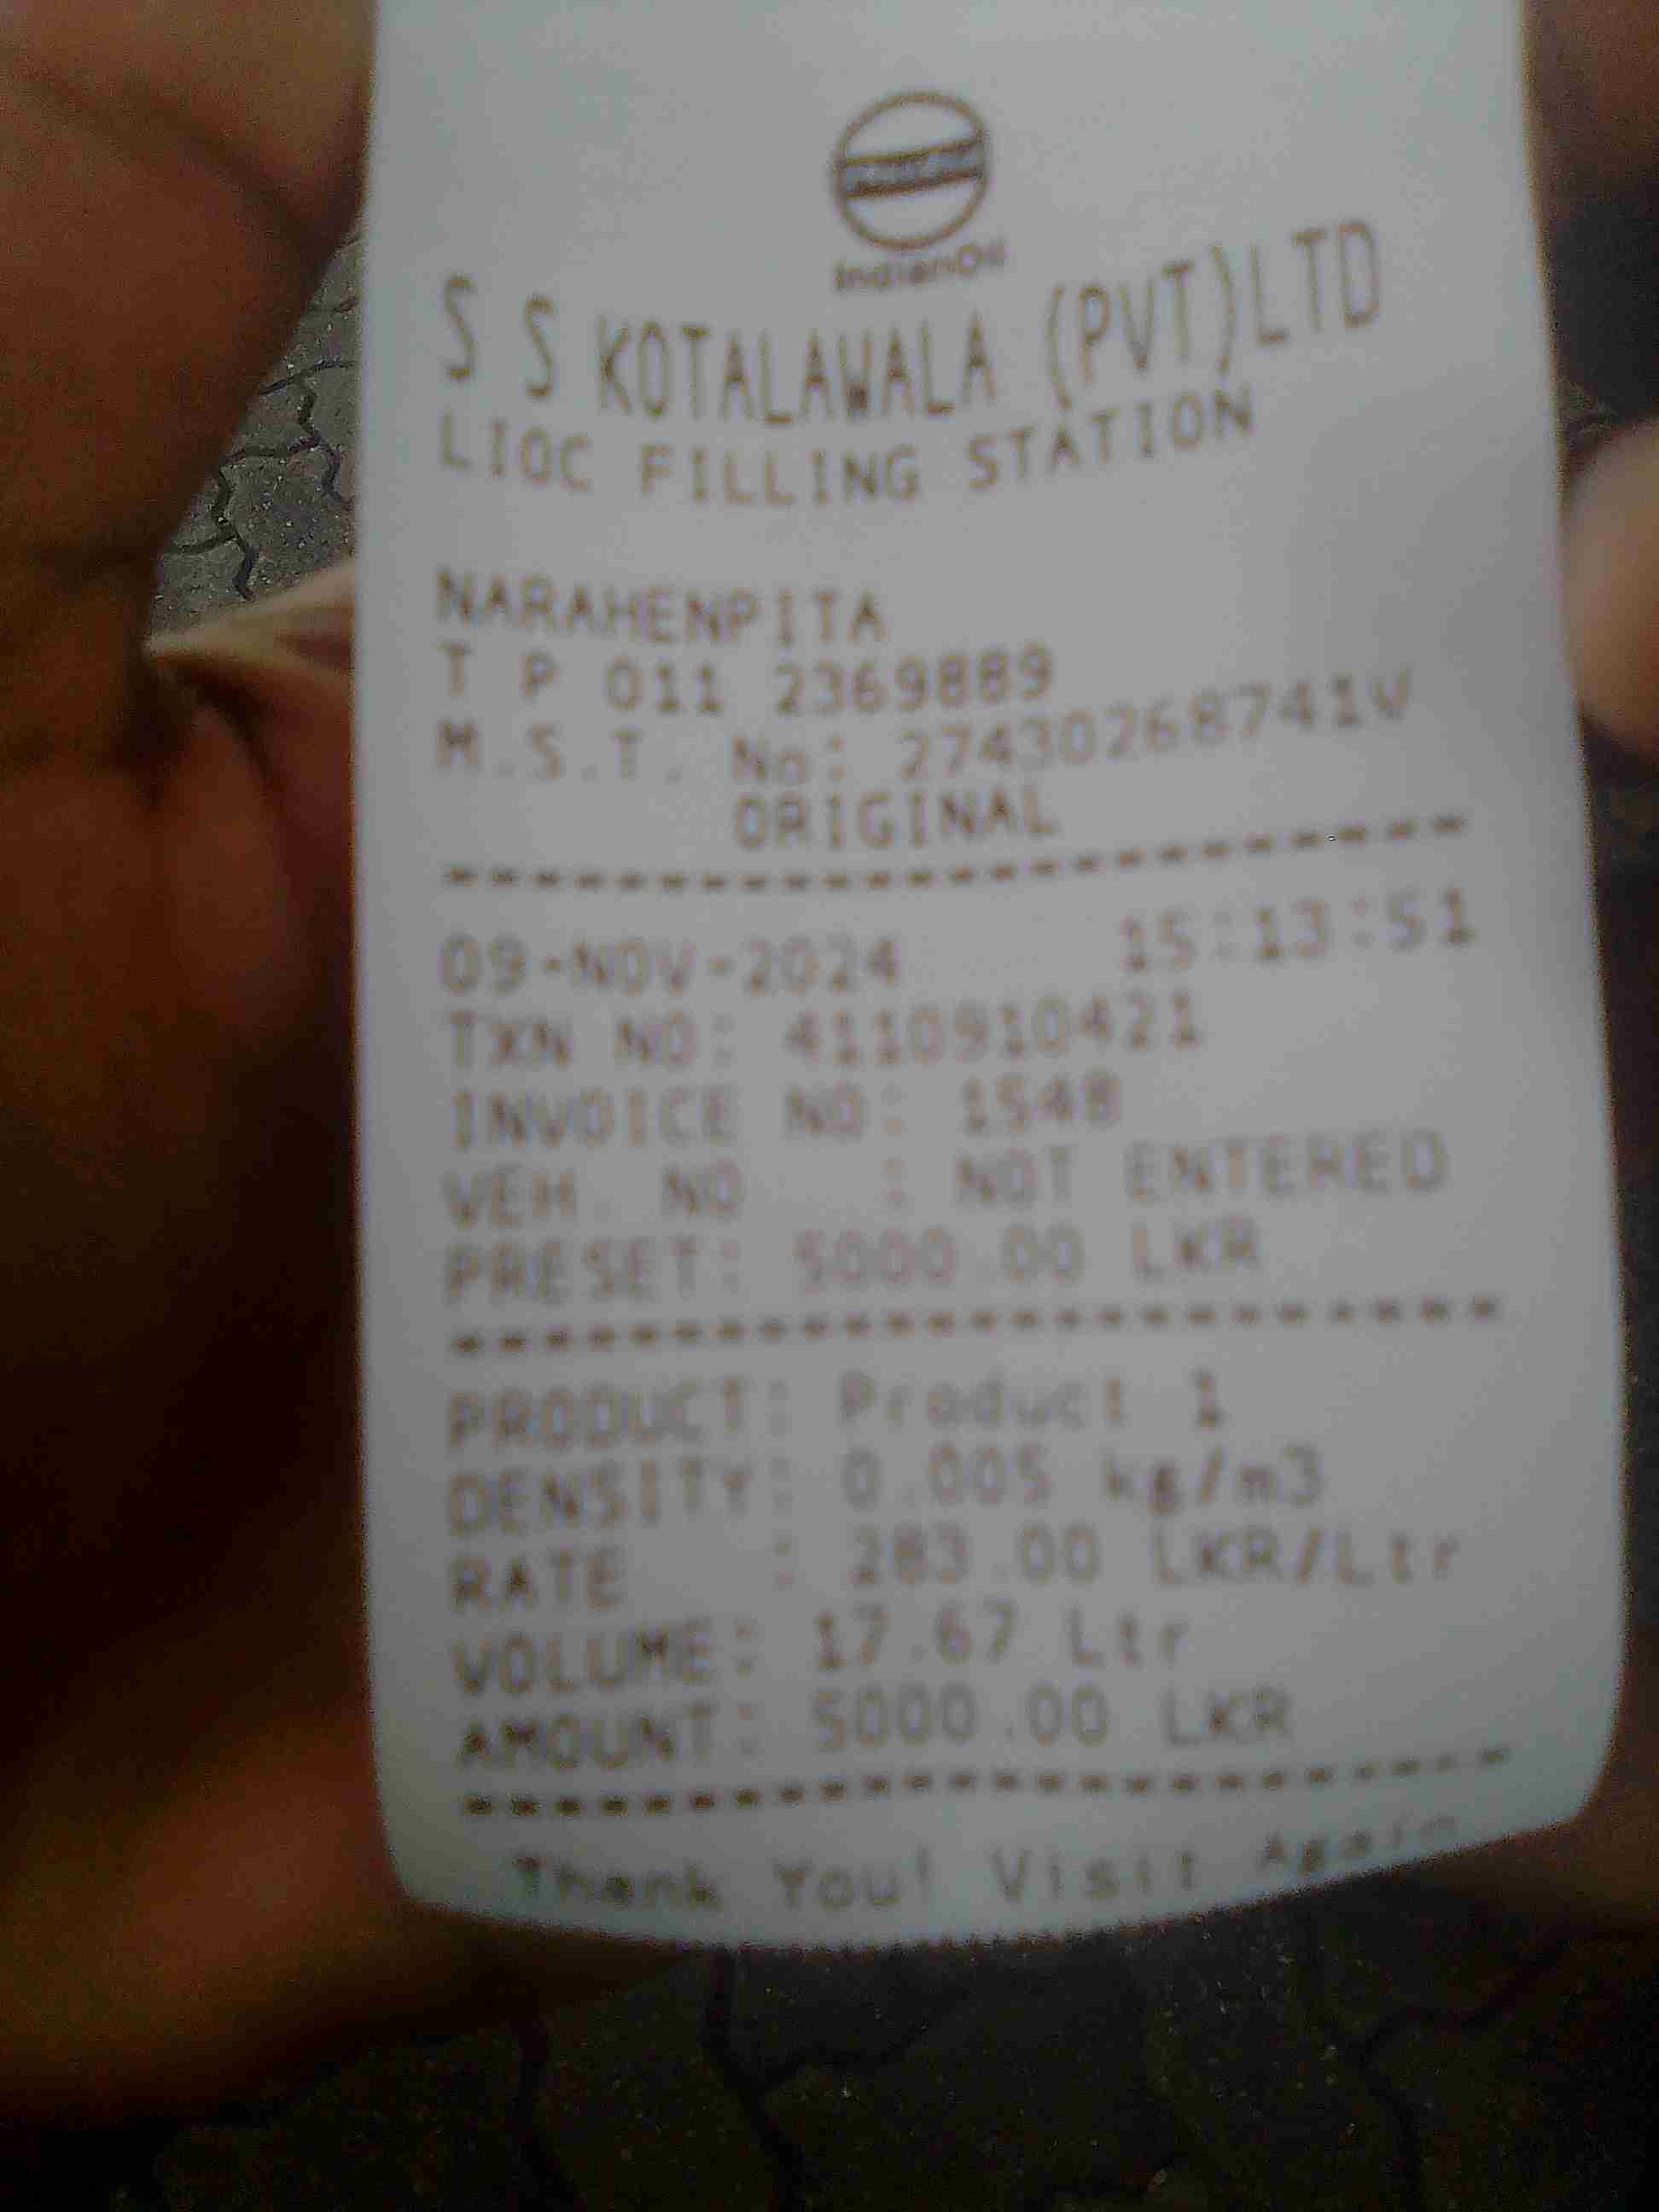 IndianOil
S S KOTALAWALA (PVT)LTD
LIOC FILLING STATION
NARAHENPITA
T P 011 2369889
M.S.T. No: 27430268741V
ORIGINAL
09-NOV-2024 15:13:51
TXN NO: 4110910421
INVOICE NO: 1548
VEH. NO : NOT ENTERED
PRESET: 5000.00 LKR
PRODUCT: Product 1
DENSITY: 0.005 kg/m3
RATE : 283.00 LKR/Ltr
VOLUME: 17.67 Ltr
AMOUNT: 5000.00 LKR
Thank You! Visit Again